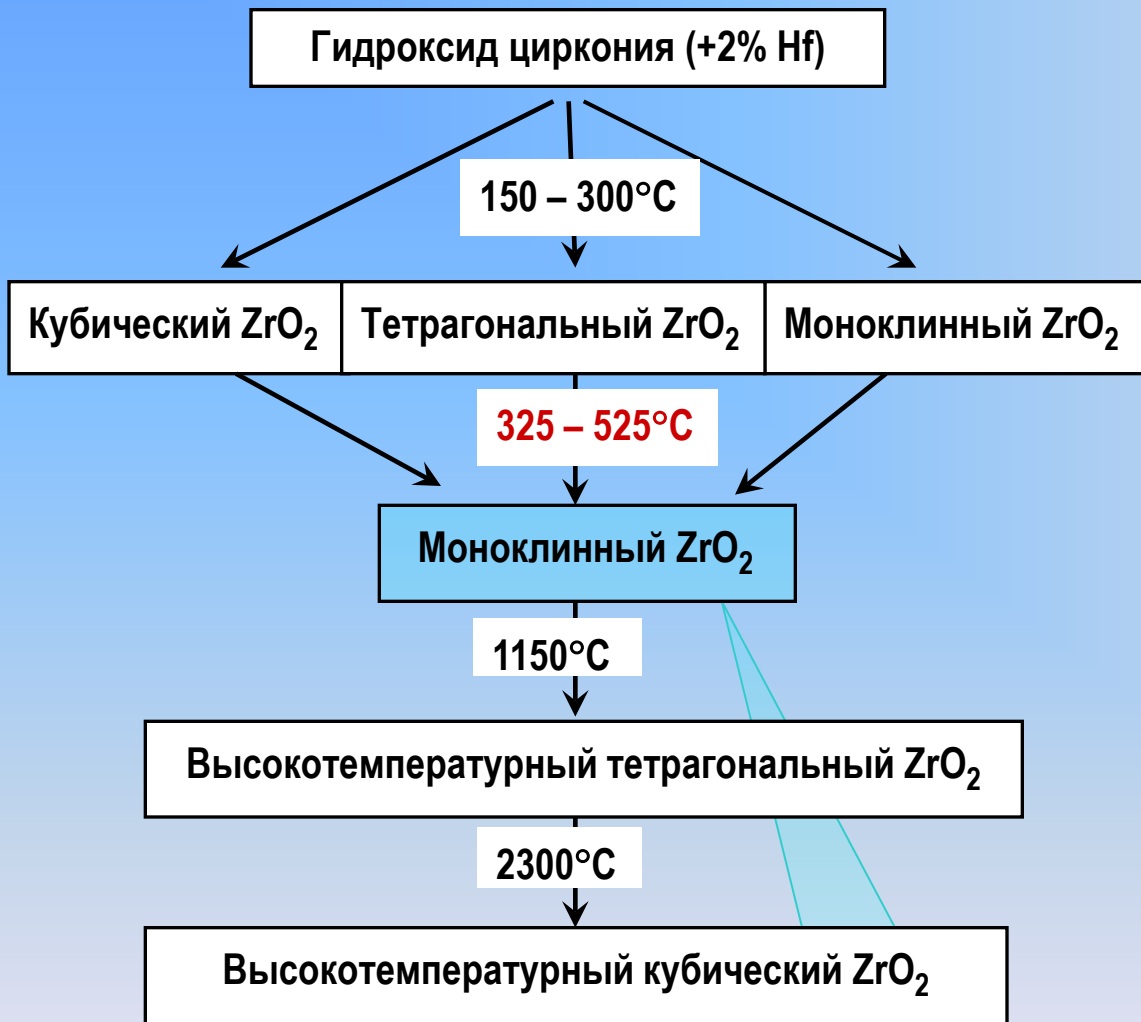 Гидроксид циркония (+2% Hf)
150 – 300°C
Кубический ZrO₂
Тетрагональный ZrO₂
Моноклинный ZrO₂
325 – 525°C
Моноклинный ZrO₂
1150°C
Высокотемпературный тетрагональный ZrO₂
2300°C
Высокотемпературный кубический ZrO₂